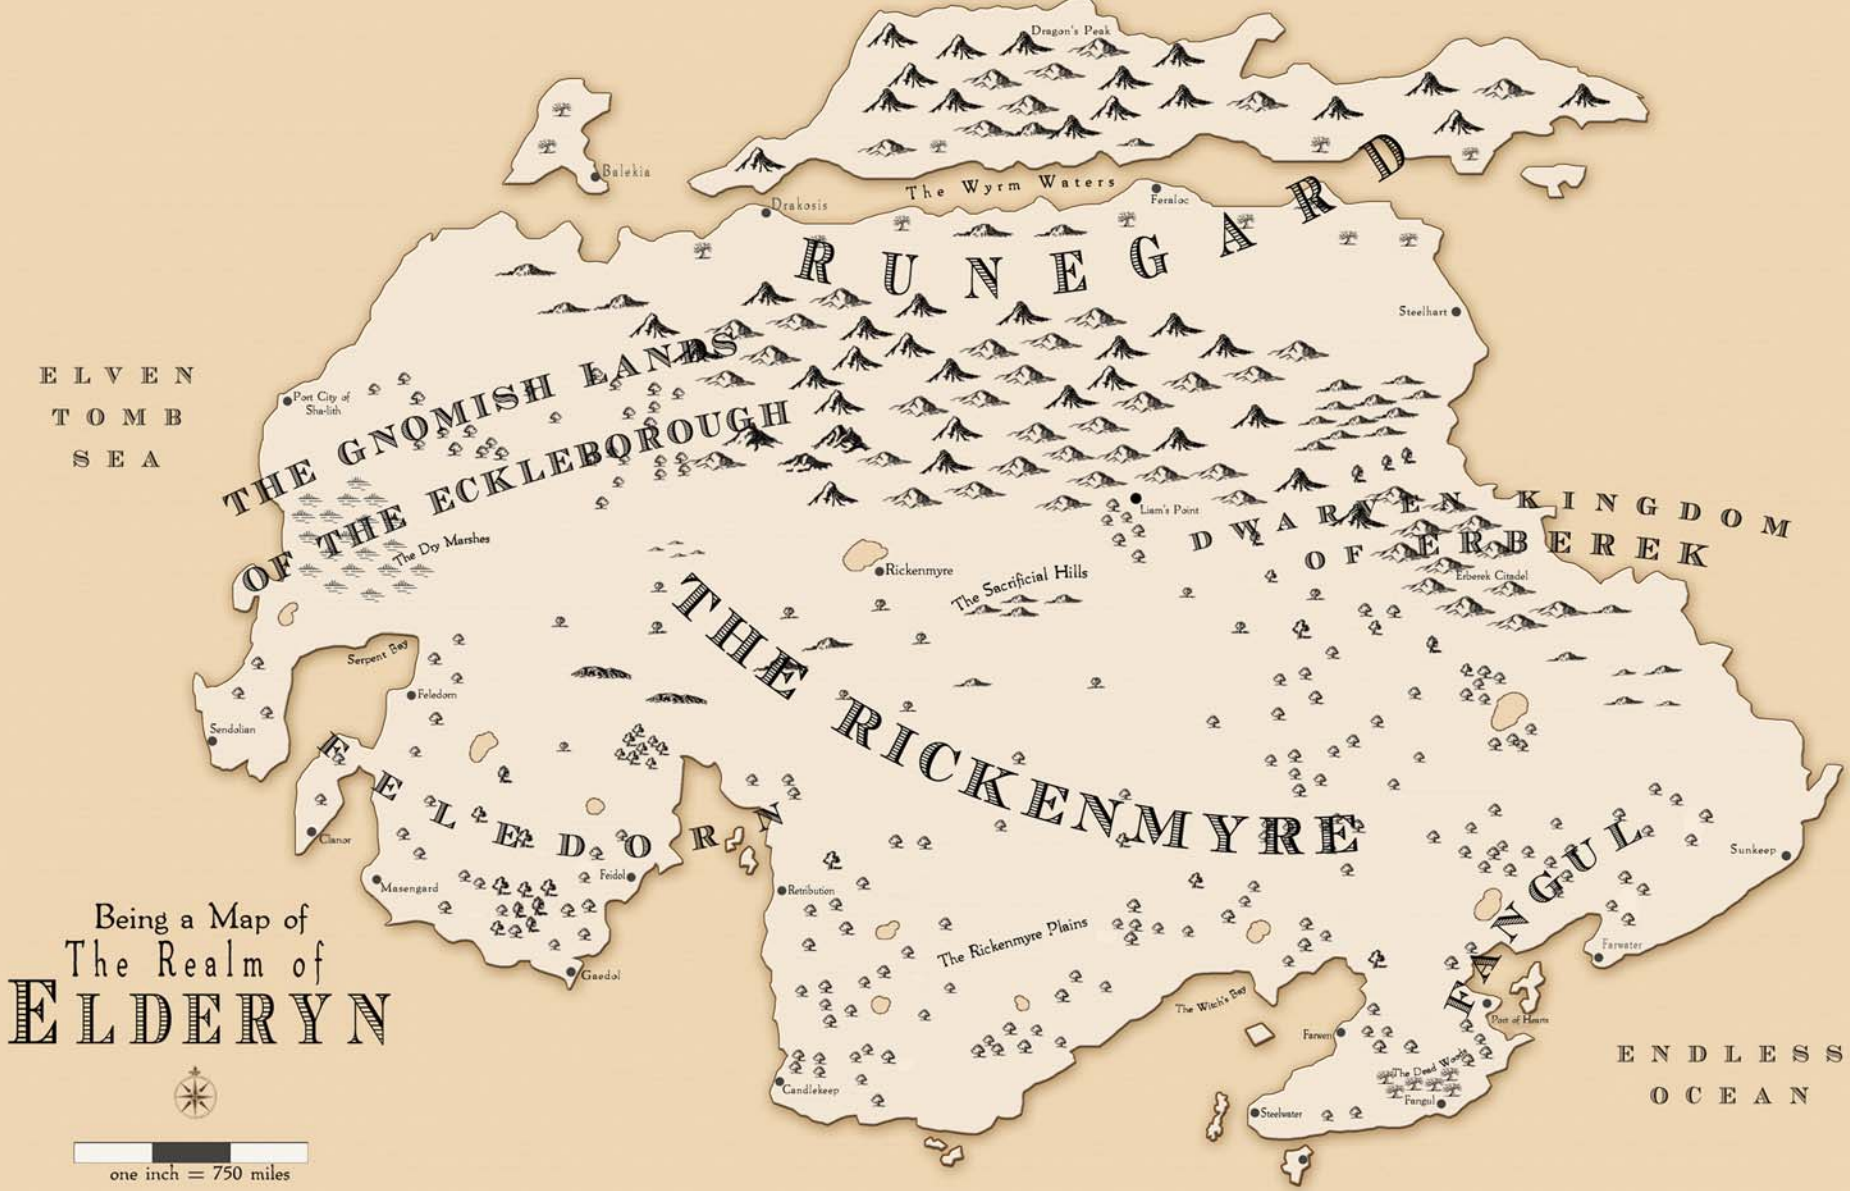 Dragon's Peak
Balekia
The Wyrm Waters
Feraloc
Drakosis
RUNEGARD
Steelhart
ELVEN
TOMB
SEA
Port City of
Sha-lith
THE GNOMISH LANDS
OF THE ECKLEBOROUGH
The Dry Marshes
Liam's Point
DWARVEN KINGDOM
OF ERBEREK
Erberek Citadel
Rickenmyre
The Sacrificial Hills
THE RICKENMYRE
Serpent Bay
Feledorn
Sendolian
FELEDORN
Clanor
Masengard
Feidol
Gaedol
Retribution
The Rickenmyre Plains
Candlekeep
FANGUL
Sunkeep
Farwater
The Witch's Bay
Farwen
Port of Hearts
The Dead Woods
Fangul
Steelwater
ENDLESS
OCEAN
Being a Map of
The Realm of
ELDERYN
one inch = 750 miles